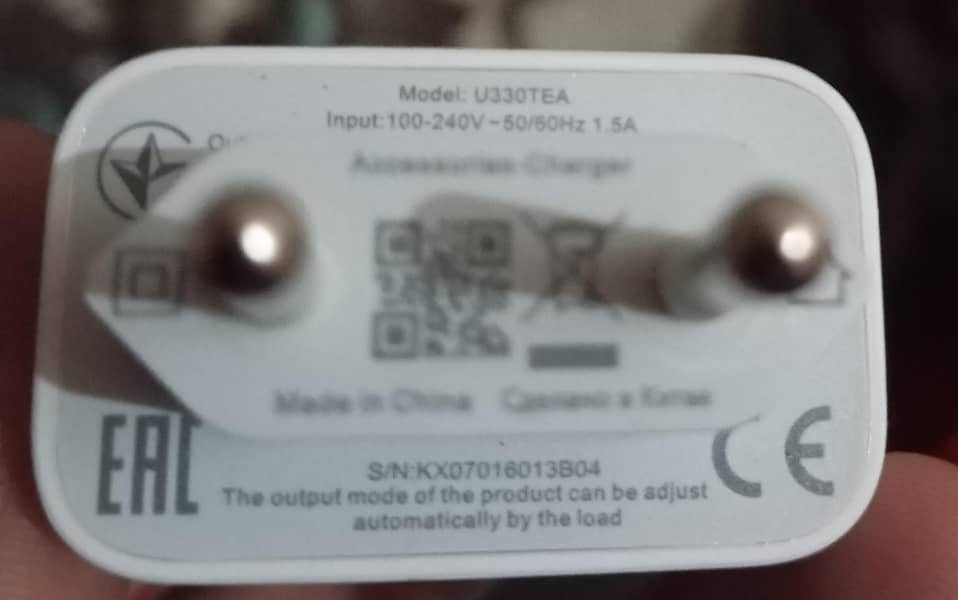 Model: U330TEA
Input:100-240V~50/60Hz 1.5A
Accessories-Charger
Made in China Сделано в Китае
EAC
CE
S/N:KX07016013B04
The output mode of the product can be adjust
automatically by the load